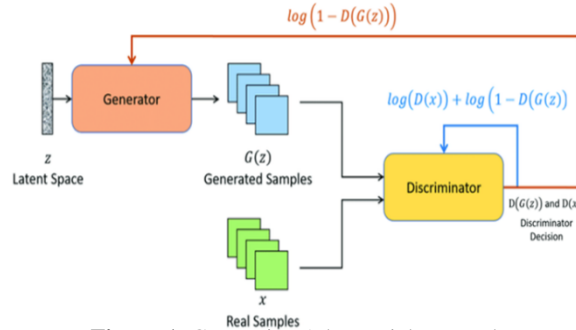 log(1 − D(G(z))
Generator
log(D(x)) + log(1 − D(G(z))
z
Latent Space
G(z)
Generated Samples
Discriminator
D(G(z)) and D(x
Discriminator
Decision
x
Real Samples